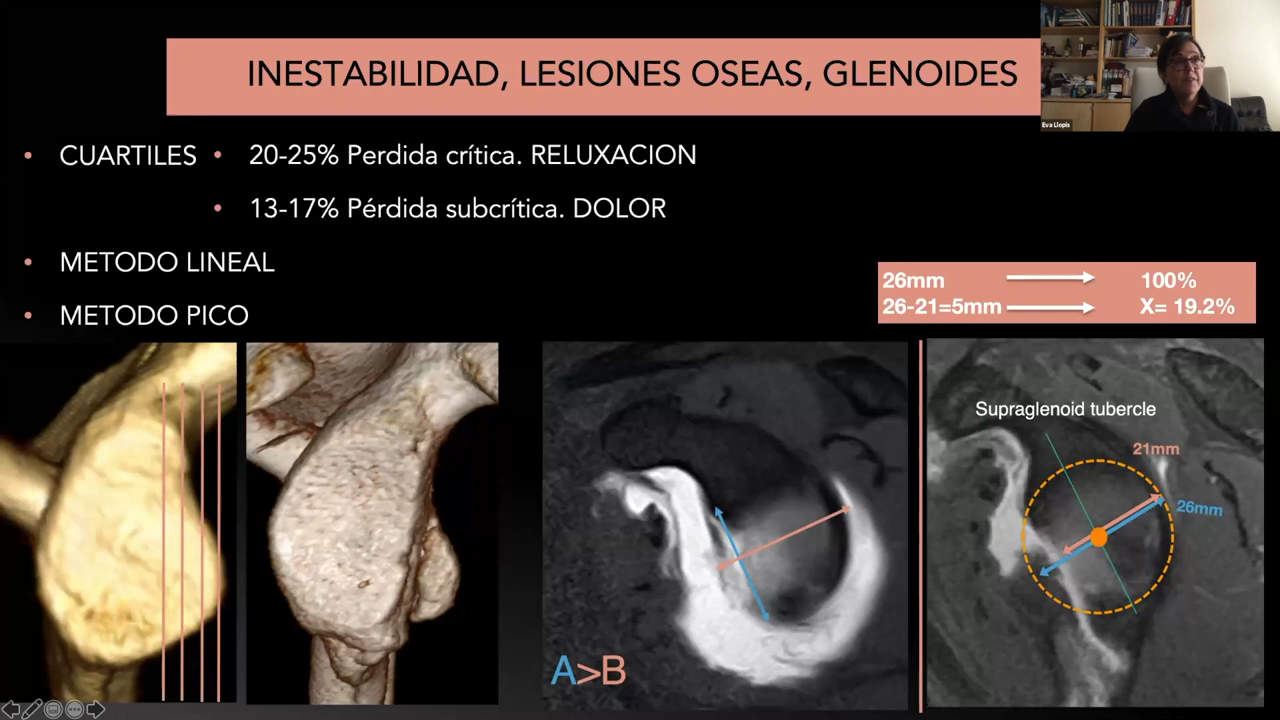 INESTABILIDAD, LESIONES OSEAS, GLENOIDES
Eva Llopis
• CUARTILES
• 20-25% Perdida crítica. RELUXACION
• 13-17% Pérdida subcrítica. DOLOR
• METODO LINEAL
• METODO PICO
26mm 100%
26-21=5mm X= 19.2%
A>B
Supraglenoid tubercle
21mm
26mm